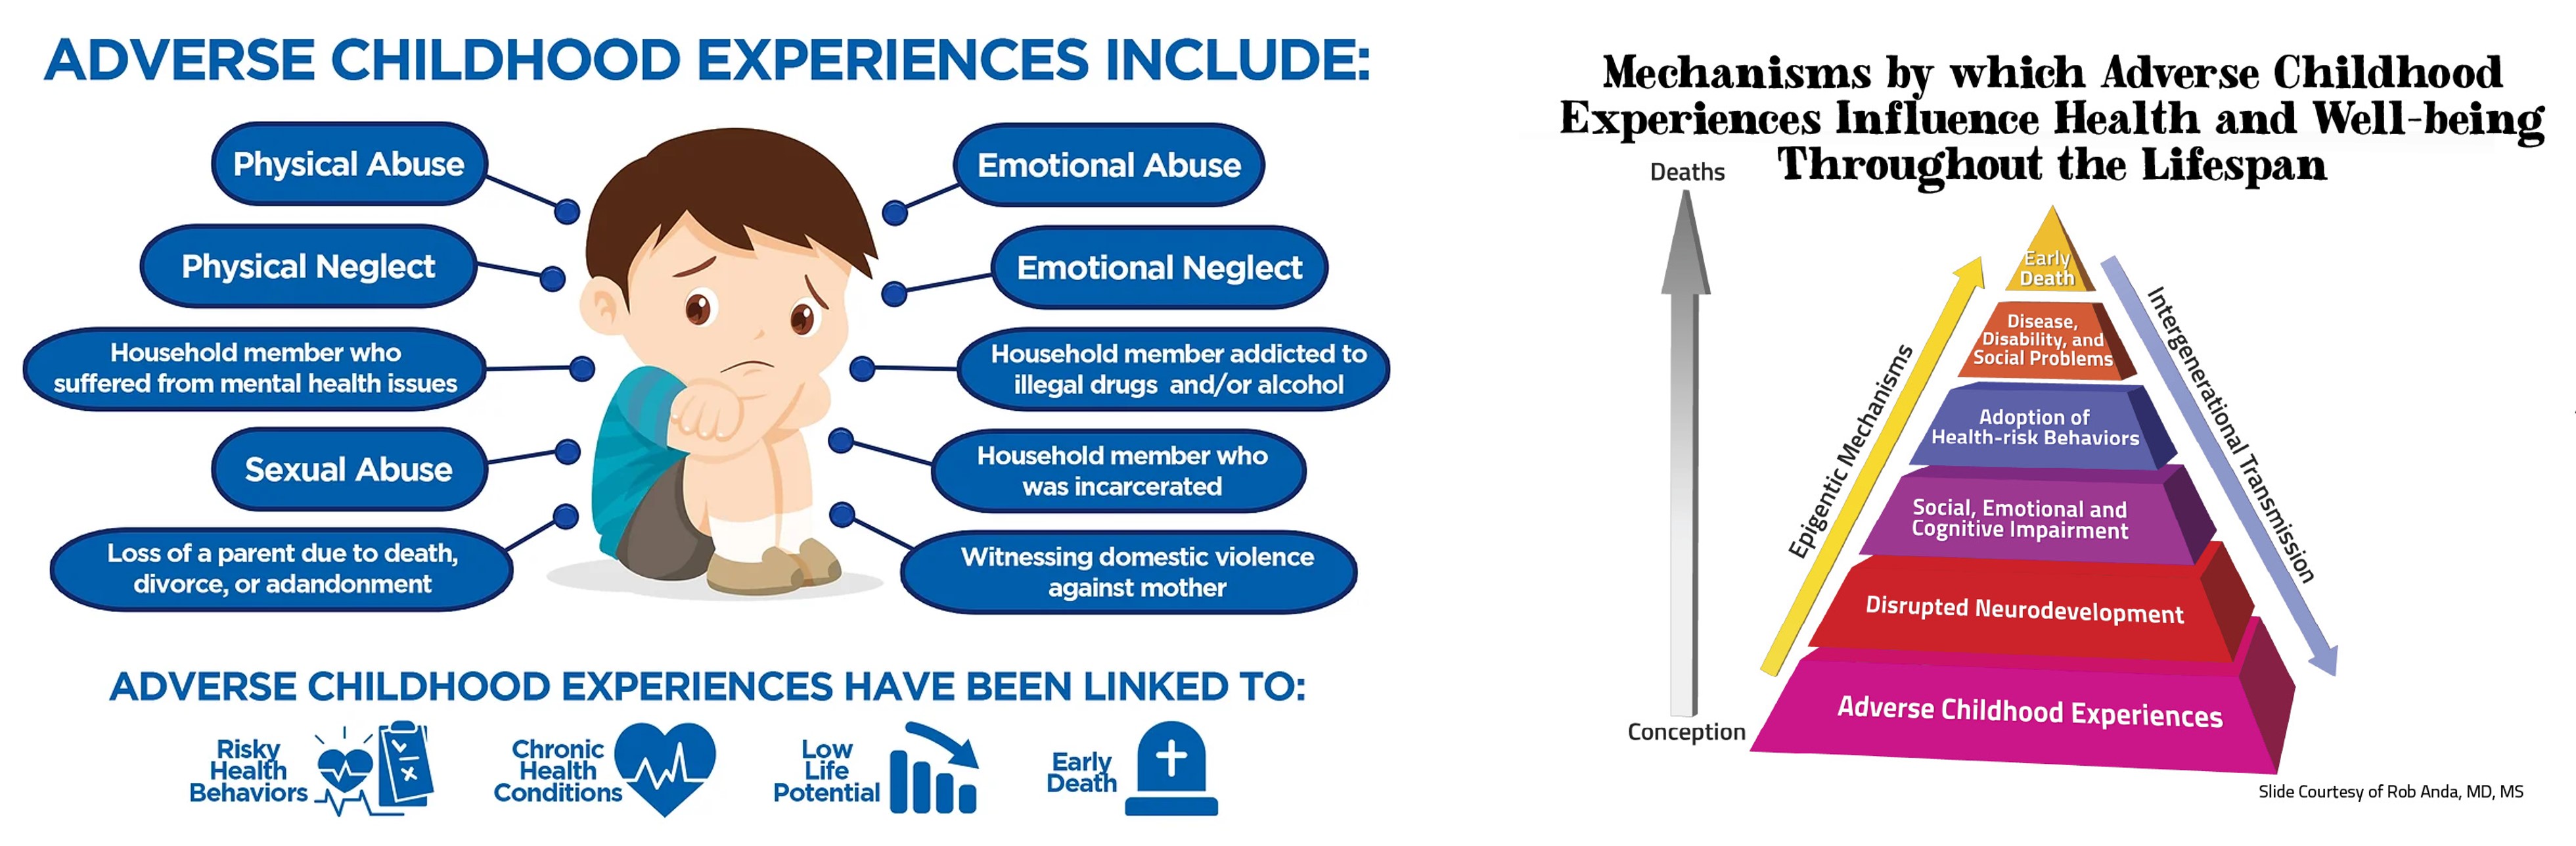 ADVERSE CHILDHOOD EXPERIENCES INCLUDE:
Physical Abuse
Physical Neglect
Household member who
suffered from mental health issues
Sexual Abuse
Loss of a parent due to death,
divorce, or adandonment
Emotional Abuse
Emotional Neglect
Household member addicted to
illegal drugs and/or alcohol
Household member who
was incarcerated
Witnessing domestic violence
against mother
ADVERSE CHILDHOOD EXPERIENCES HAVE BEEN LINKED TO:
Risky
Health
Behaviors
Chronic
Health
Conditions
Low
Life
Potential
Early
Death
Mechanisms by which Adverse Childhood
Experiences Influence Health and Well-being
Throughout the Lifespan
Deaths
Conception
Epigentic Mechanisms
Early
Death
Disease,
Disability, and
Social Problems
Adoption of
Health-risk Behaviors
Social, Emotional and
Cognitive Impairment
Disrupted Neurodevelopment
Adverse Childhood Experiences
Intergenerational Transmission
Slide Courtesy of Rob Anda, MD, MS